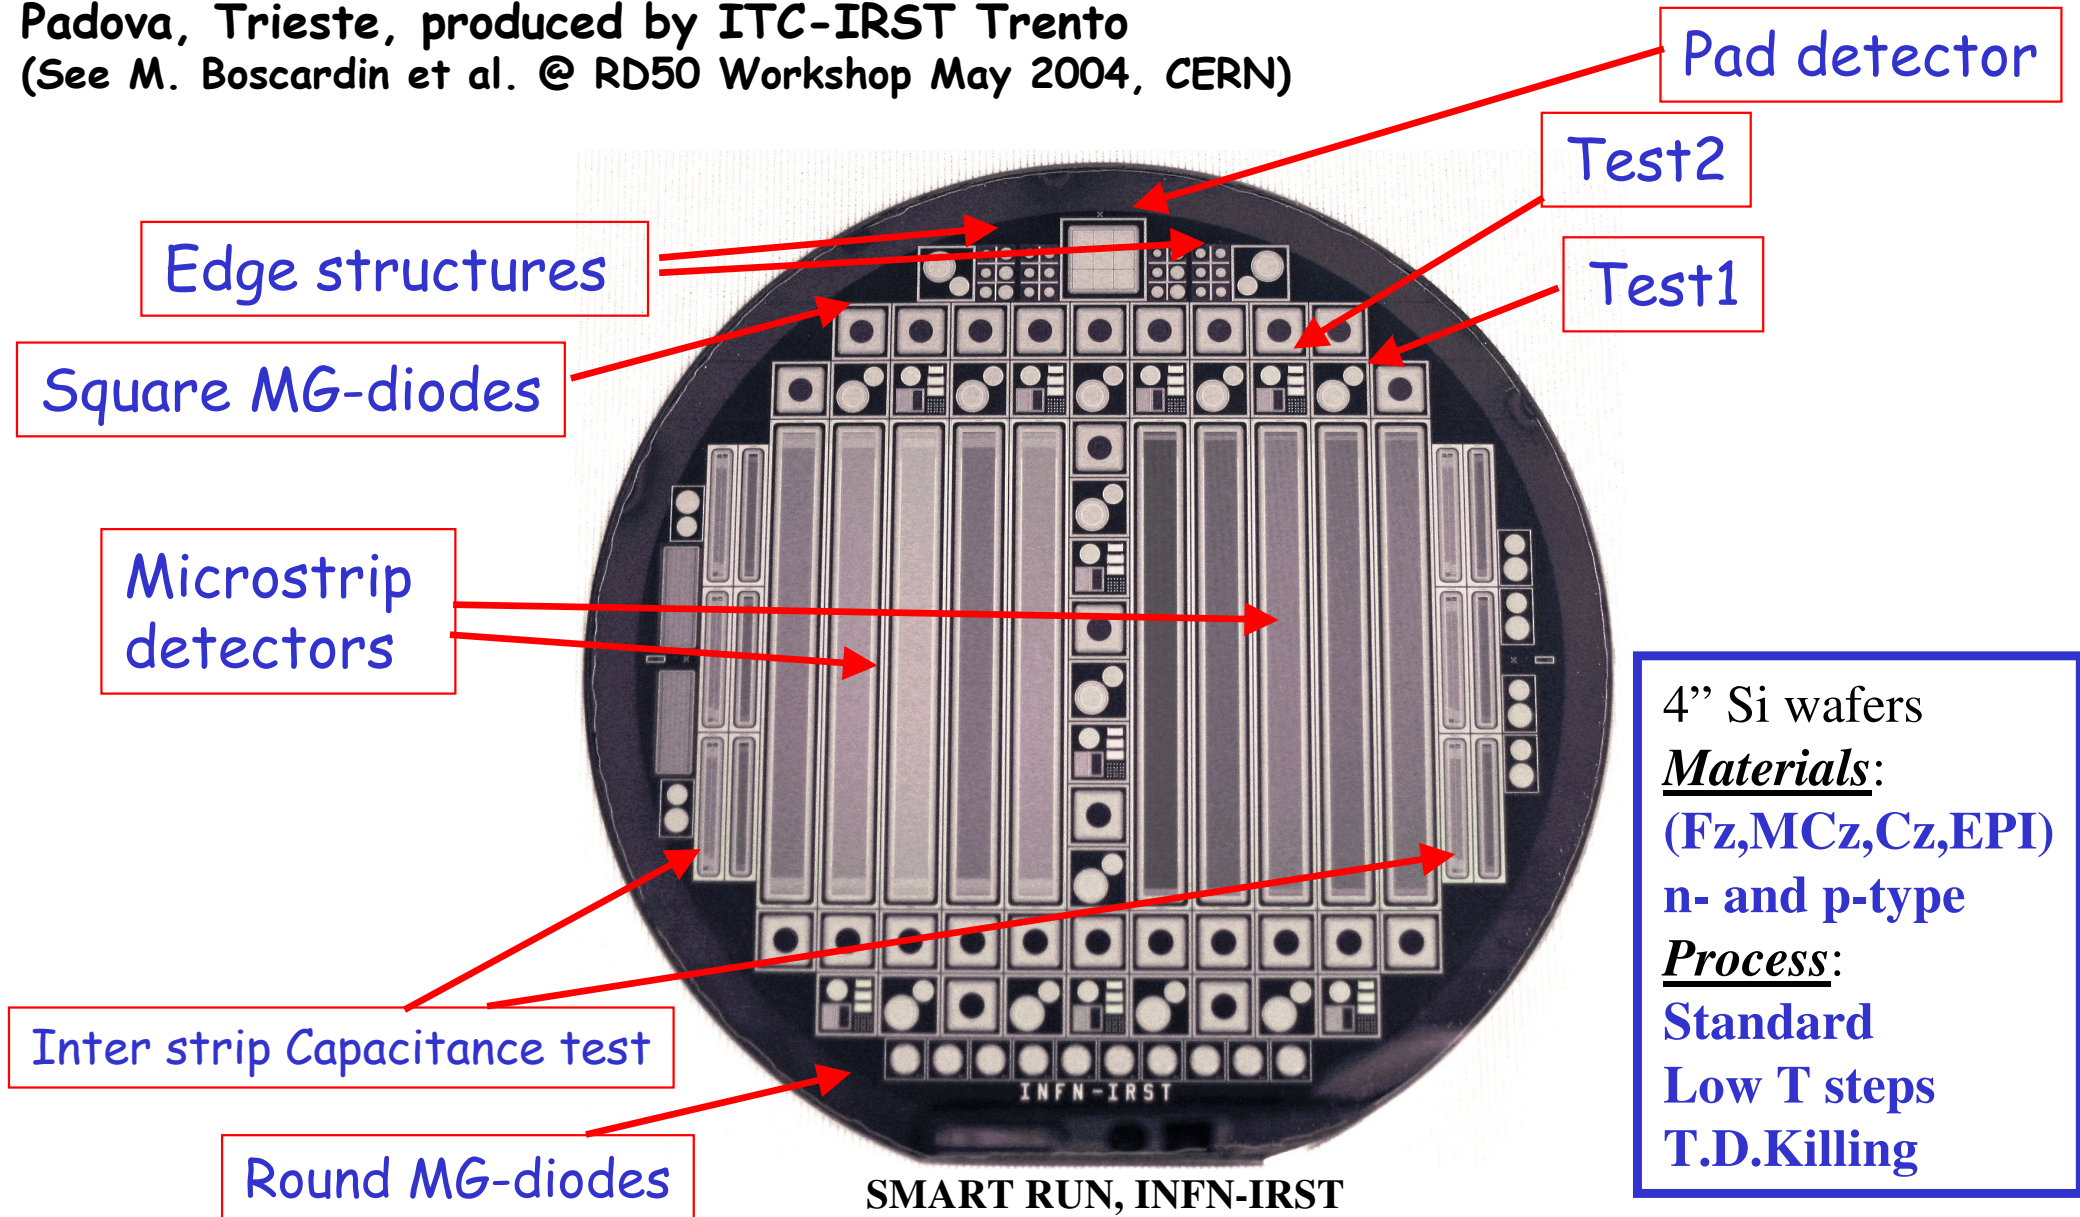 Padova, Trieste, produced by ITC-IRST Trento
(See M. Boscardin et al. @ RD50 Workshop May 2004, CERN)
Pad detector
Test2
Test1
Edge structures
Square MG-diodes
Microstrip
detectors
4” Si wafers
Materials:
(Fz,MCz,Cz,EPI)
n- and p-type
Process:
Standard
Low T steps
T.D.Killing
Inter strip Capacitance test
INFN-IRST
Round MG-diodes
SMART RUN, INFN-IRST